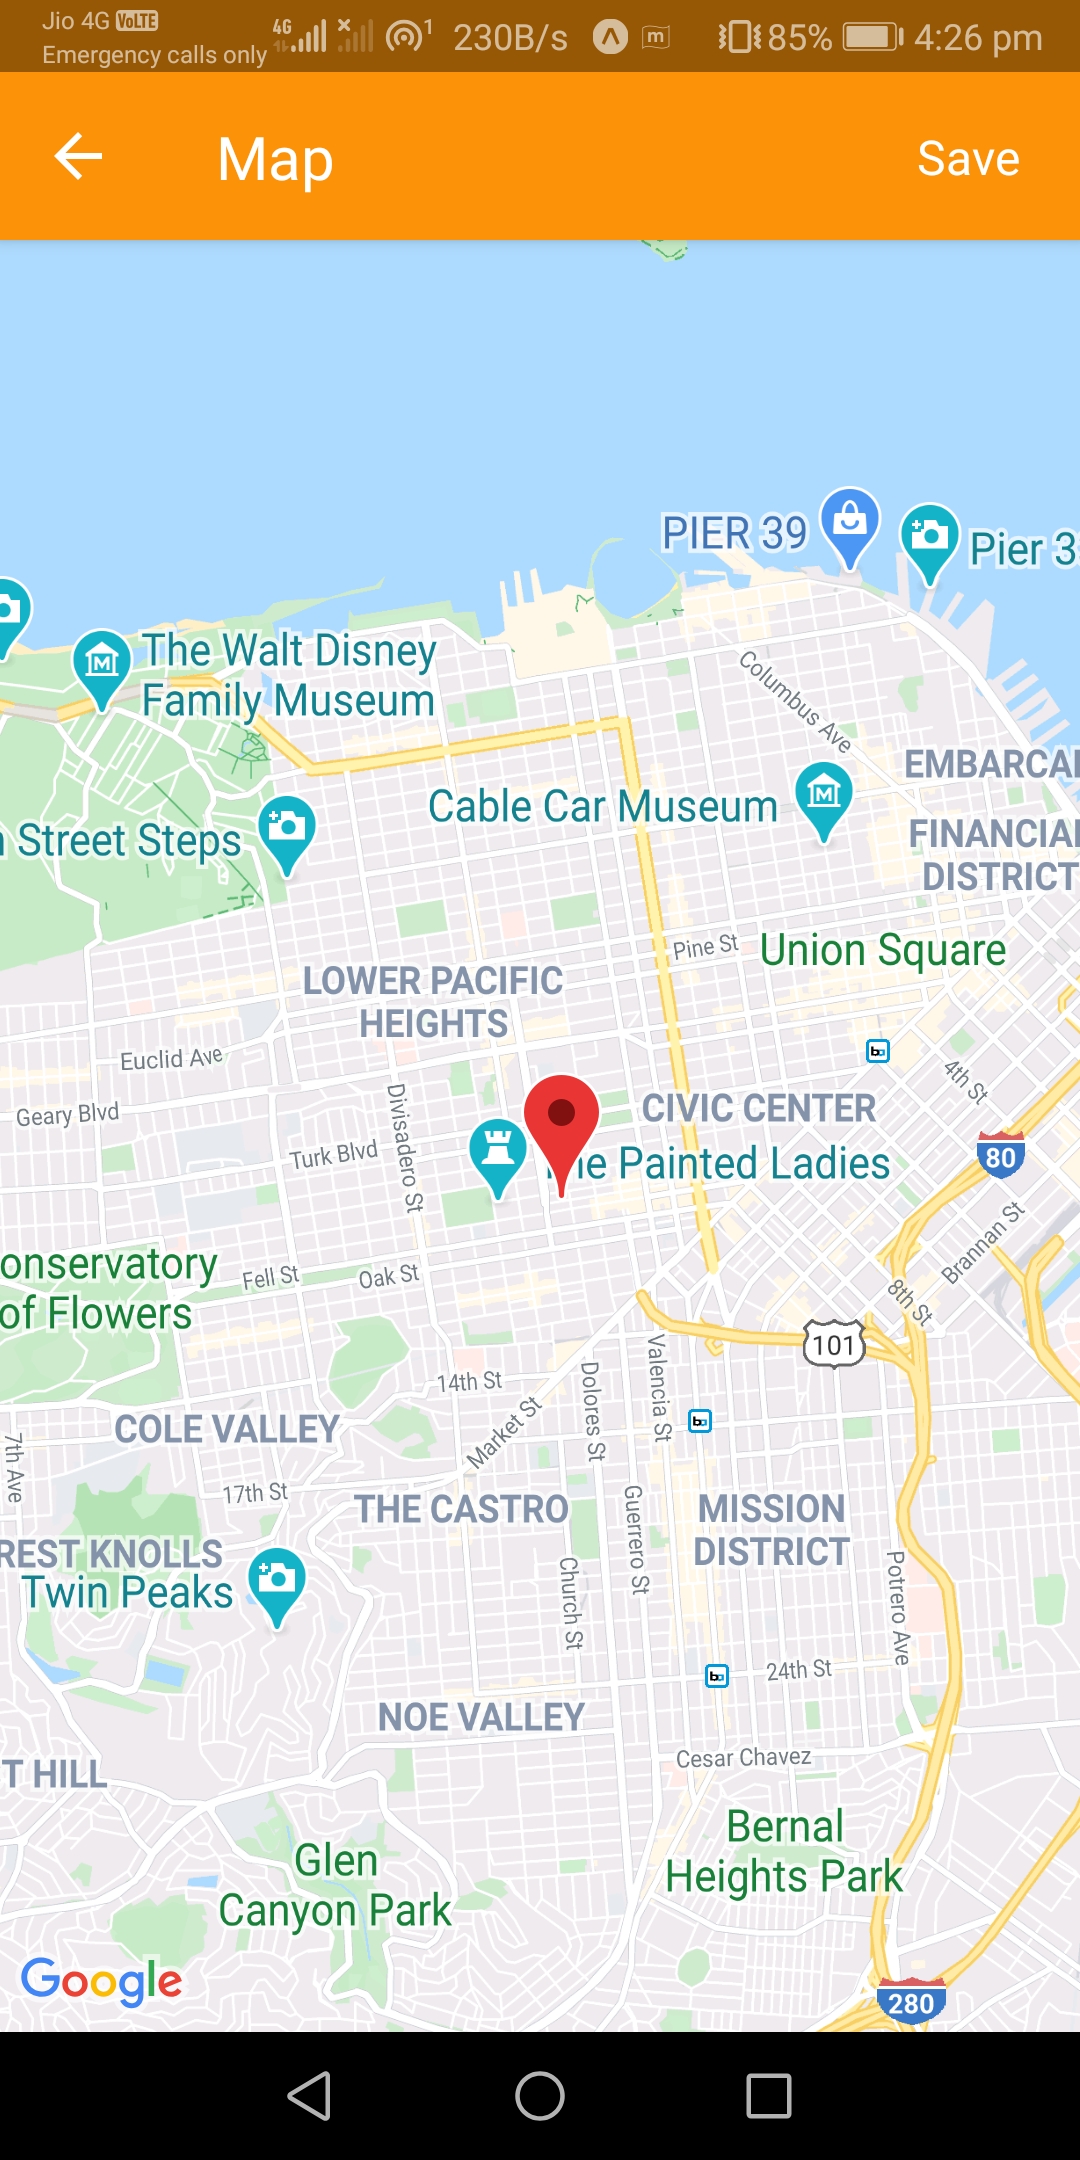 Jio 4G VoLTE
Emergency calls only
4G
1
230B/s
m
85%
4:26 pm
Map
Save
PIER 39
Pier 3
The Walt Disney
Family Museum
Columbus Ave
EMBARCA
Cable Car Museum
M
Street Steps
FINANCIAL
DISTRICT
Pine St
Union Square
LOWER PACIFIC
HEIGHTS
Euclid Ave
4th St
Geary Blvd
Divisadero St
CIVIC CENTER
Turk Blvd
he Painted Ladies
80
Brannan St
onservatory
of Flowers
Fell St
Oak St
8th St
101
Valencia St
14th St
Dolores St
Market St
COLE VALLEY
7th Ave
17th St
THE CASTRO
Guerrero St
MISSION
DISTRICT
REST KNOLLS
Twin Peaks
Church St
Potrero Ave
24th St
NOE VALLEY
Cesar Chavez
T HILL
Bernal
Heights Park
Glen
Canyon Park
Google
280